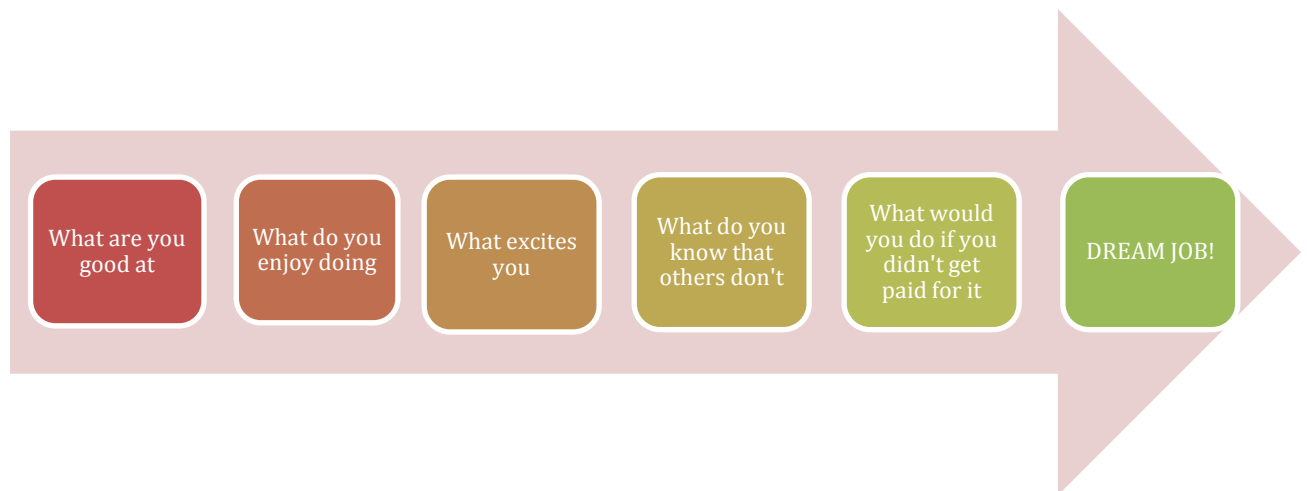 What are you
good at
What do you
enjoy doing
What excites
you
What do you
know that
others don't
What would
you do if you
didn't get
paid for it
DREAM JOB!